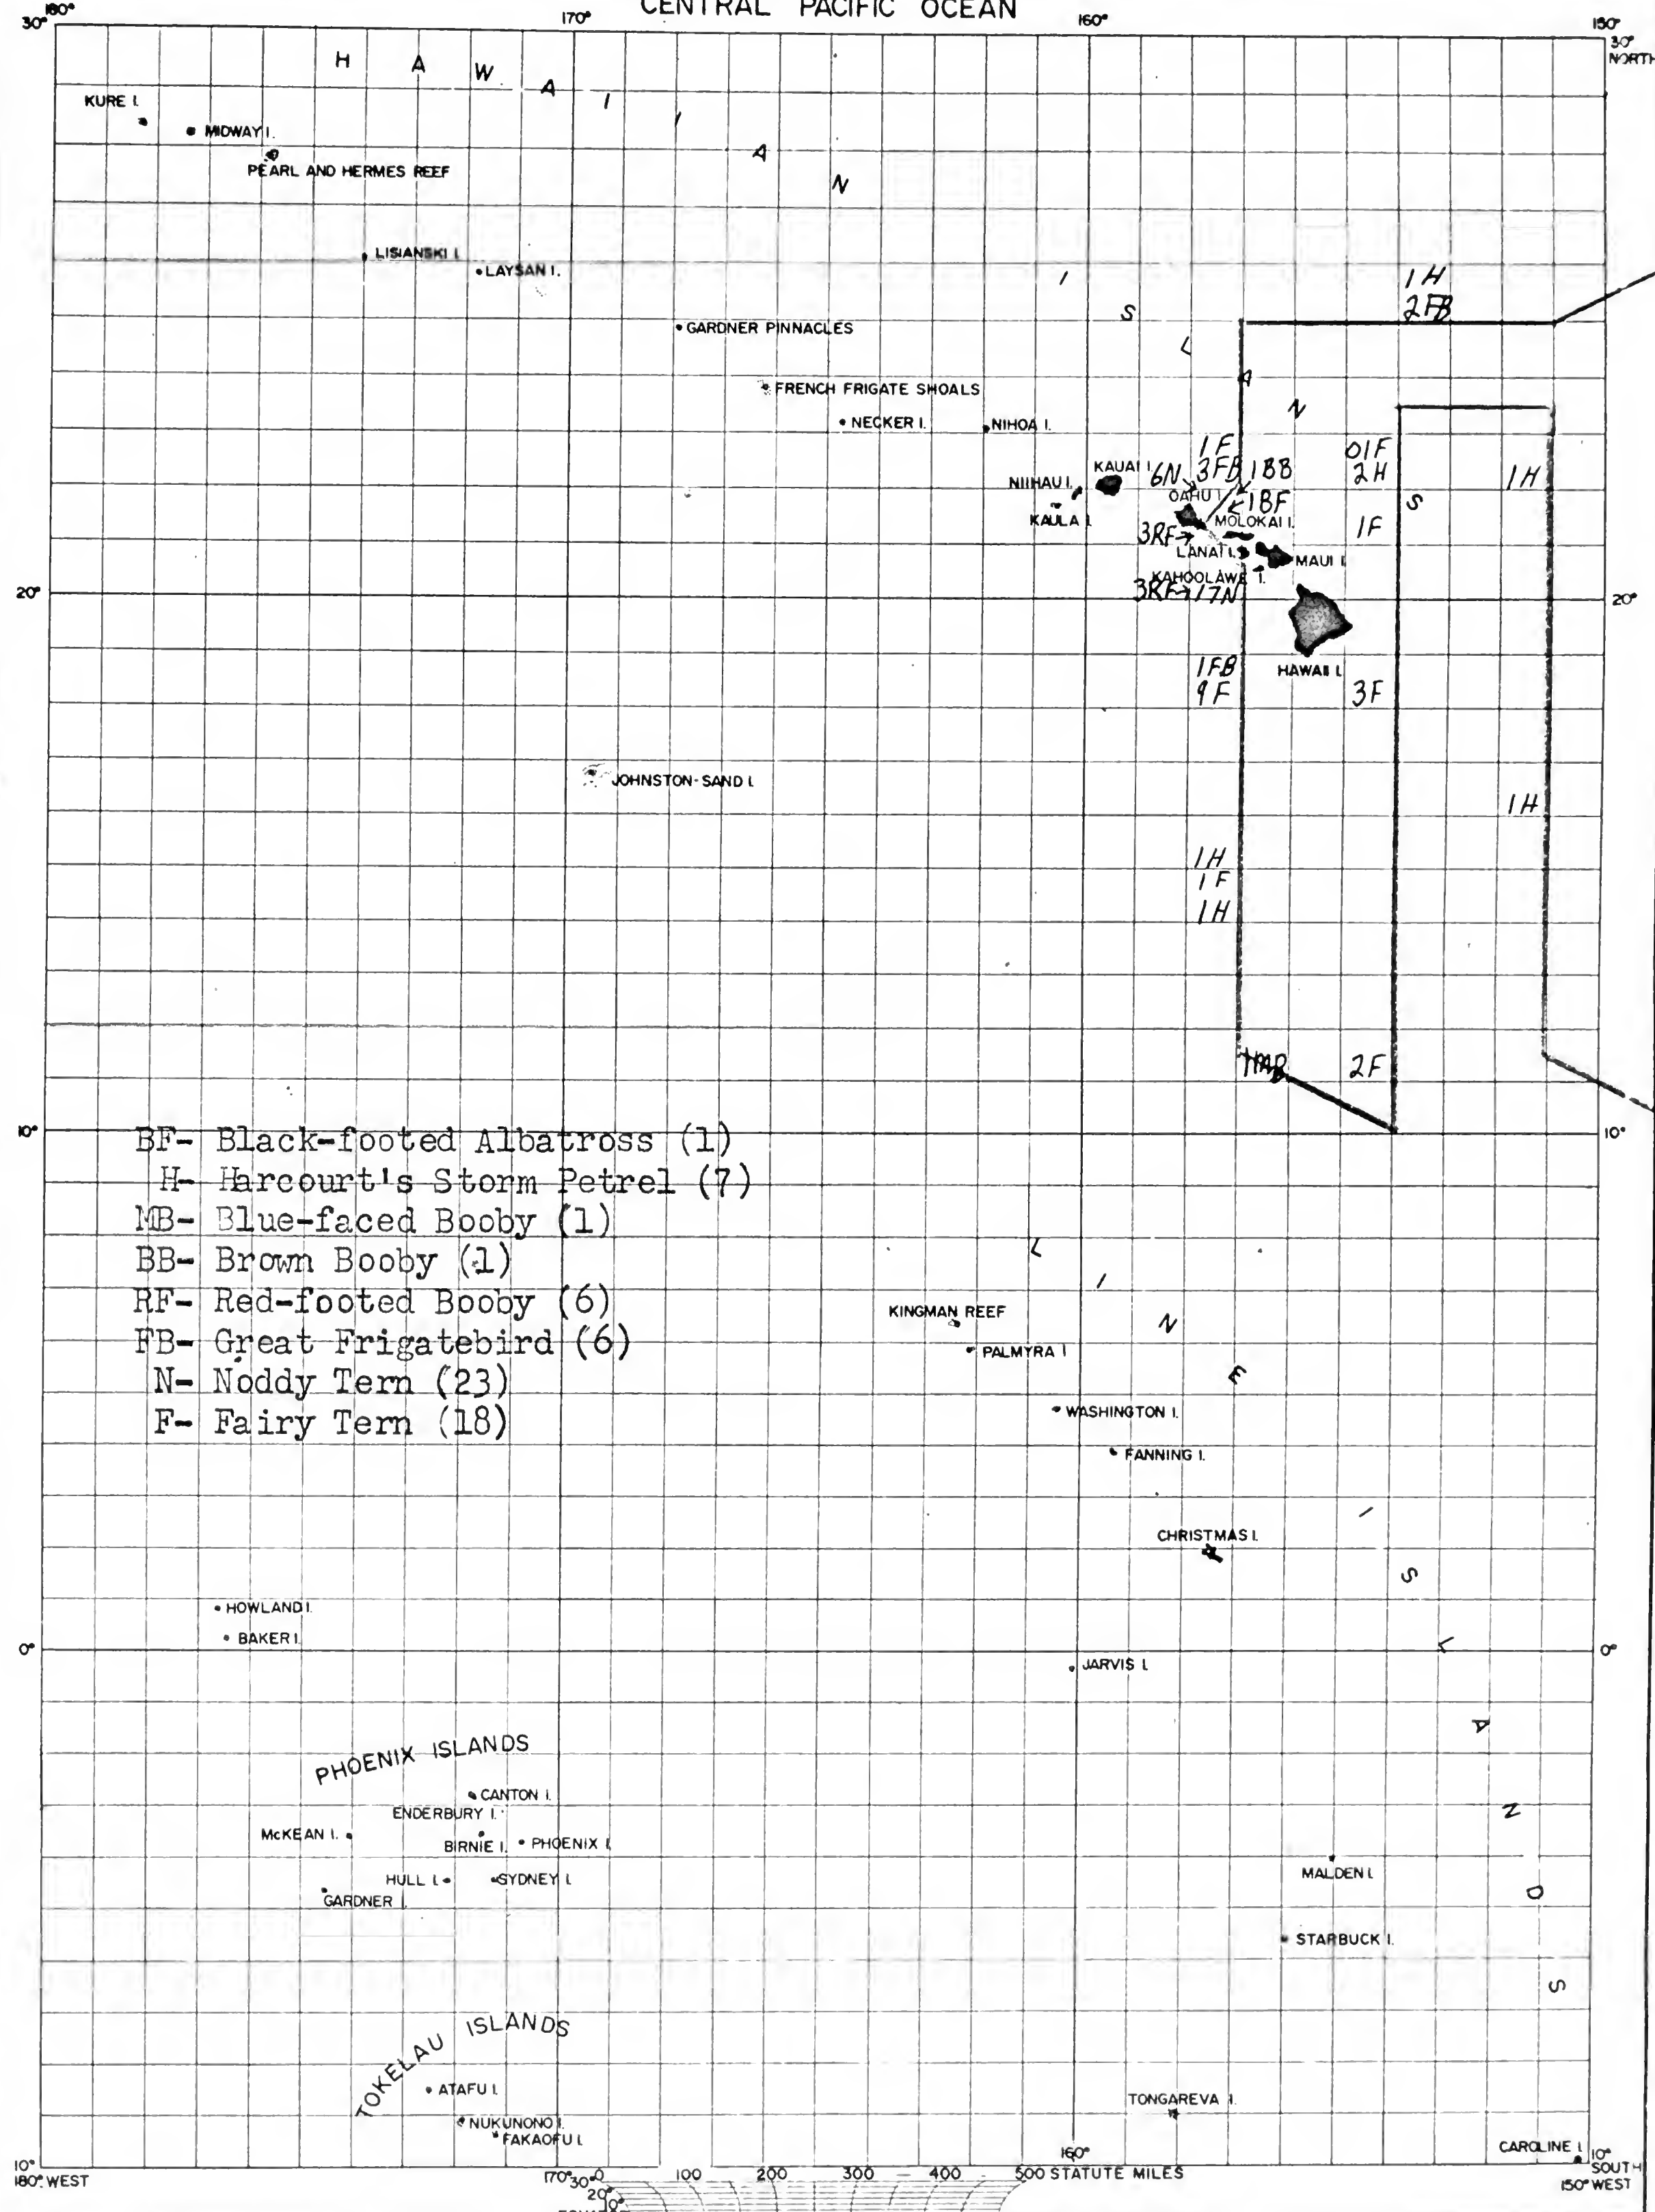 CENTRAL PACIFIC OCEAN
180° 170° 160° 150°
30° 30°
NORTH
HAWAIIAN ISLANDS
KURE I.
MIDWAY I.
PEARL AND HERMES REEF
LISIANSKI I.
LAYSAN I.
1H
2FB
GARDNER PINNACLES
FRENCH FRIGATE SHOALS
NECKER I.
NIHOA I.
1F
01F
KAUAI I.
6N
3FB
1BB
2H
1H
NIIHAU I.
OAHU I.
1BF
KAULA I.
MOLOKAI I.
1F
3RF
LANAI I.
MAUI I.
KAHOOLAWE I.
3RF
17N
20° 20°
HAWAII I.
1FB
9F
3F
JOHNSTON-SAND I.
1H
1H
1F
1H
2F
10° 10°
BF- Black-footed Albatross (1)
H- Harcourt's Storm Petrel (7)
MB- Blue-faced Booby (1)
BB- Brown Booby (1)
RF- Red-footed Booby (6)
FB- Great Frigatebird (6)
N- Noddy Tern (23)
F- Fairy Tern (18)
LINE ISLANDS
KINGMAN REEF
PALMYRA I
WASHINGTON I.
FANNING I.
CHRISTMAS I.
HOWLAND I.
BAKER I.
0° 0°
JARVIS I.
PHOENIX ISLANDS
CANTON I.
ENDERBURY I.
McKEAN I.
BIRNIE I.
PHOENIX I.
HULL I.
SYDNEY I.
GARDNER I.
MALDEN I.
STARBUCK I.
TOKELAU ISLANDS
ATAFU I.
NUKUNONO I.
FAKAOFU I.
TONGAREVA I.
CAROLINE I.
10° 160° 10°
SOUTH
180° WEST 170° 150° WEST
30° 0 100 200 300 400 500 STATUTE MILES
20°